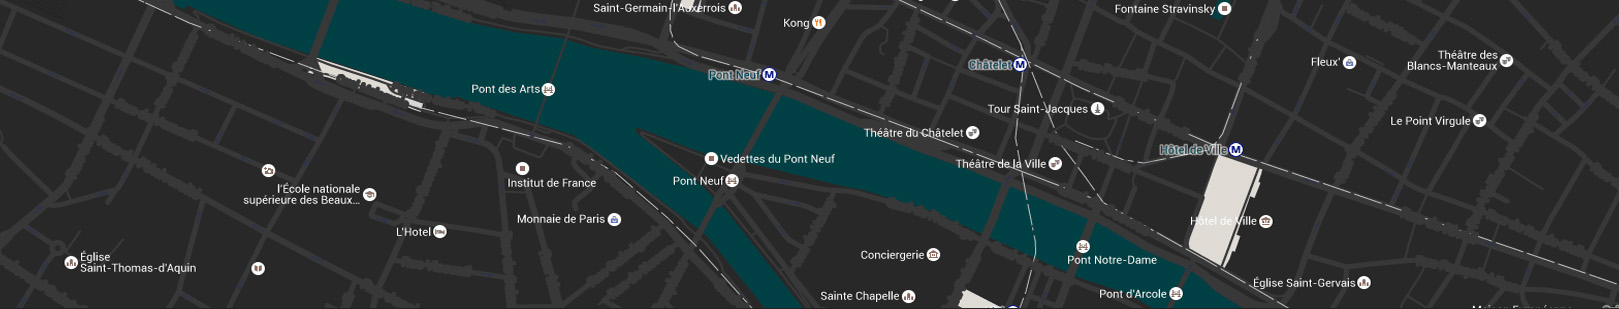 Saint-Germain-l'Auxerrois
Kong
Fontaine Stravinsky
Pont Neuf M
Châtelet M
Fleux'
Théâtre des
Blancs-Manteaux
Pont des Arts
Tour Saint-Jacques
Le Point Virgule
Théâtre du Châtelet
Hôtel de Ville M
Vedettes du Pont Neuf
Théâtre de la Ville
Institut de France
Pont Neuf
l'École nationale
supérieure des Beaux...
Monnaie de Paris
Hôtel de Ville
L'Hotel
Conciergerie
Pont Notre-Dame
Église
Saint-Thomas-d'Aquin
Église Saint-Gervais
Sainte Chapelle
Pont d'Arcole